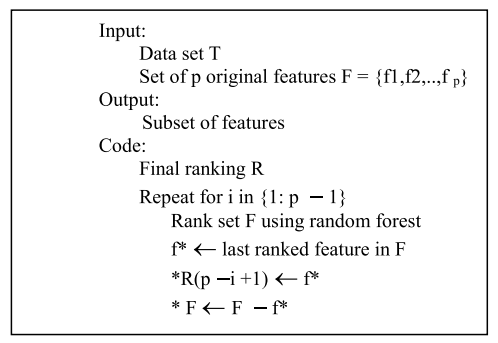 Input:
Data set T
Set of p original features F = {f1,f2,..,f p}
Output:
Subset of features
Code:
Final ranking R
Repeat for i in {1: p − 1}
Rank set F using random forest
f* ← last ranked feature in F
*R(p −i +1) ← f*
* F ← F − f*